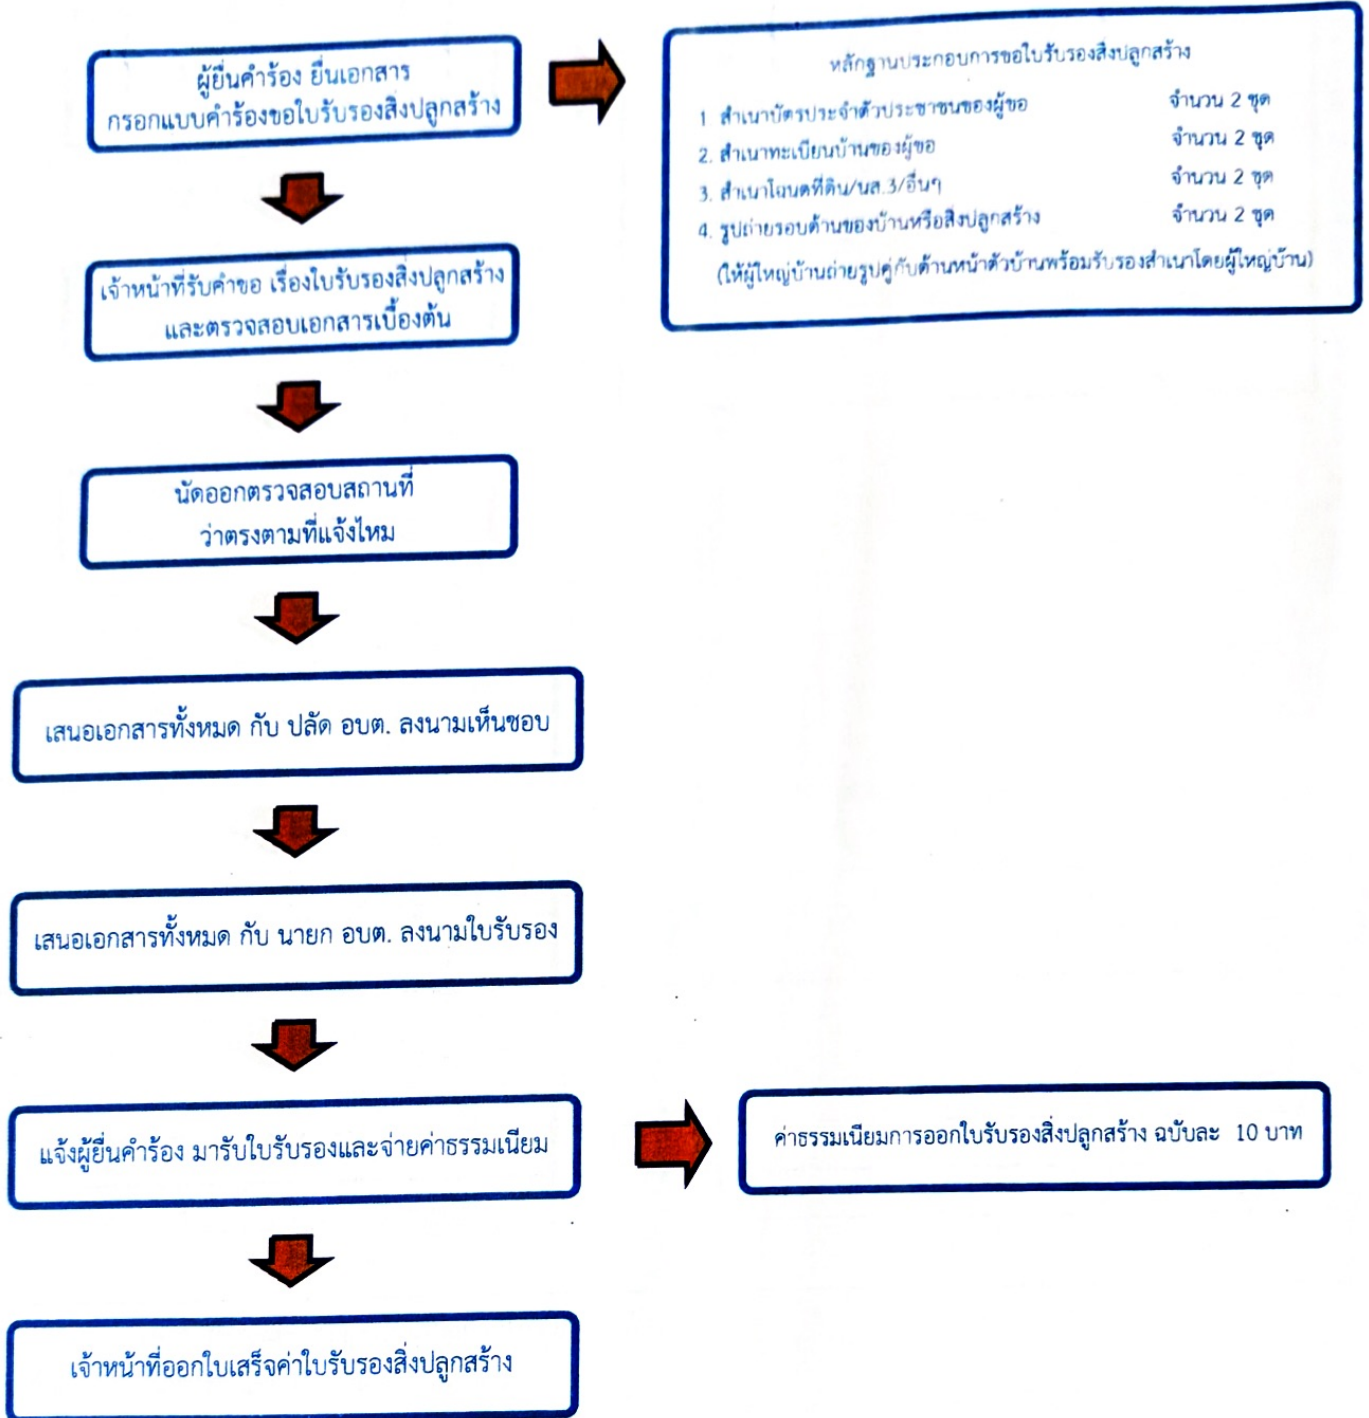 ผู้ยื่นคำร้อง ยื่นเอกสาร
กรอกแบบคำร้องขอใบรับรองสิ่งปลูกสร้าง
หลักฐานประกอบการขอใบรับรองสิ่งปลูกสร้าง
1 สำเนาบัตรประจำตัวประชาชนของผู้ขอ จำนวน 2 ชุด
2. สำเนาทะเบียนบ้านของผู้ขอ จำนวน 2 ชุด
3. สำเนาโฉนดที่ดิน/นส.3/อื่นๆ จำนวน 2 ชุด
4. รูปถ่ายรอบด้านของบ้านหรือสิ่งปลูกสร้าง จำนวน 2 ชุด
(ให้ผู้ใหญ่บ้านถ่ายรูปคู่กับด้านหน้าตัวบ้านพร้อมรับรองสำเนาโดยผู้ใหญ่บ้าน)
เจ้าหน้าที่รับคำขอ เรื่องใบรับรองสิ่งปลูกสร้าง
และตรวจสอบเอกสารเบื้องต้น
นัดออกตรวจสอบสถานที่
ว่าตรงตามที่แจ้งไหม
เสนอเอกสารทั้งหมด กับ ปลัด อบต. ลงนามเห็นชอบ
เสนอเอกสารทั้งหมด กับ นายก อบต. ลงนามใบรับรอง
แจ้งผู้ยื่นคำร้อง มารับใบรับรองและจ่ายค่าธรรมเนียม
ค่าธรรมเนียมการออกใบรับรองสิ่งปลูกสร้าง ฉบับละ 10 บาท
เจ้าหน้าที่ออกใบเสร็จค่าใบรับรองสิ่งปลูกสร้าง